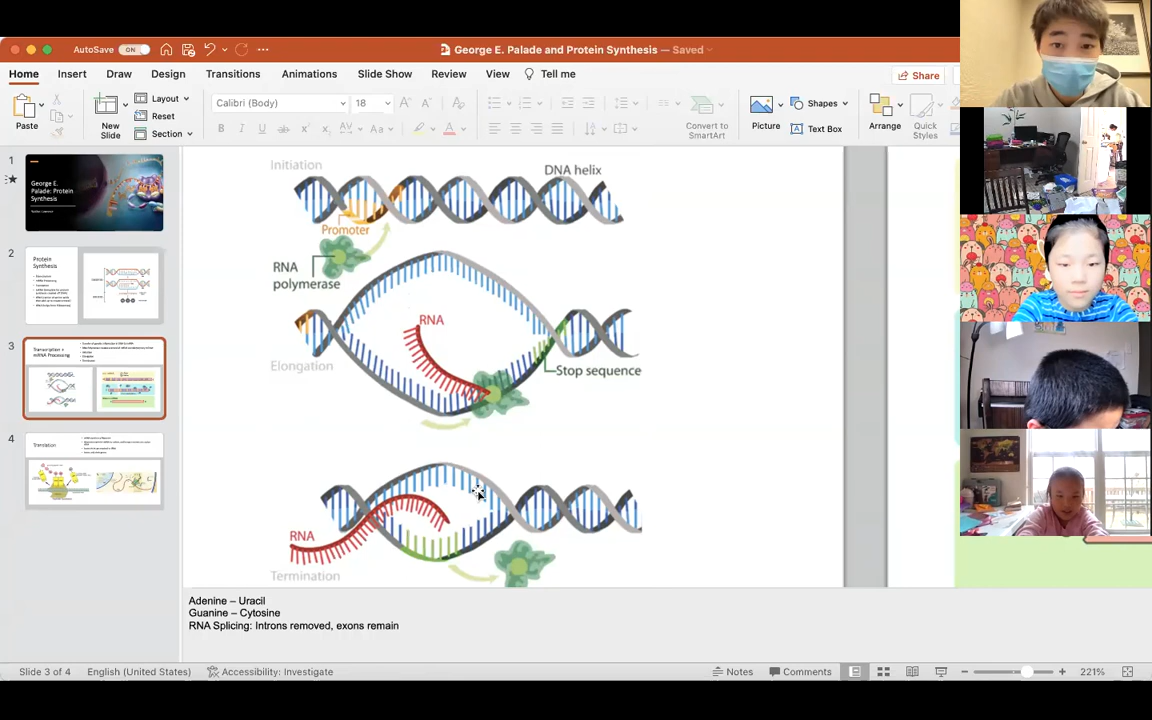 AutoSave ON
George E. Palade and Protein Synthesis — Saved
Home Insert Draw Design Transitions Animations Slide Show Review View Tell me
Share
Paste
New Slide
Layout
Reset
Section
Calibri (Body) 18
Convert to SmartArt
Picture
Shapes
Text Box
Arrange
Quick Styles
1
George E. Palade: Protein Synthesis
2
Protein Synthesis
3
Transcription + mRNA Processing
4
Translation
Initiation
DNA helix
Promoter
RNA polymerase
RNA
Elongation
Stop sequence
RNA
Termination
Adenine – Uracil
Guanine – Cytosine
RNA Splicing: Introns removed, exons remain
Slide 3 of 4 English (United States) Accessibility: Investigate
Notes Comments 221%